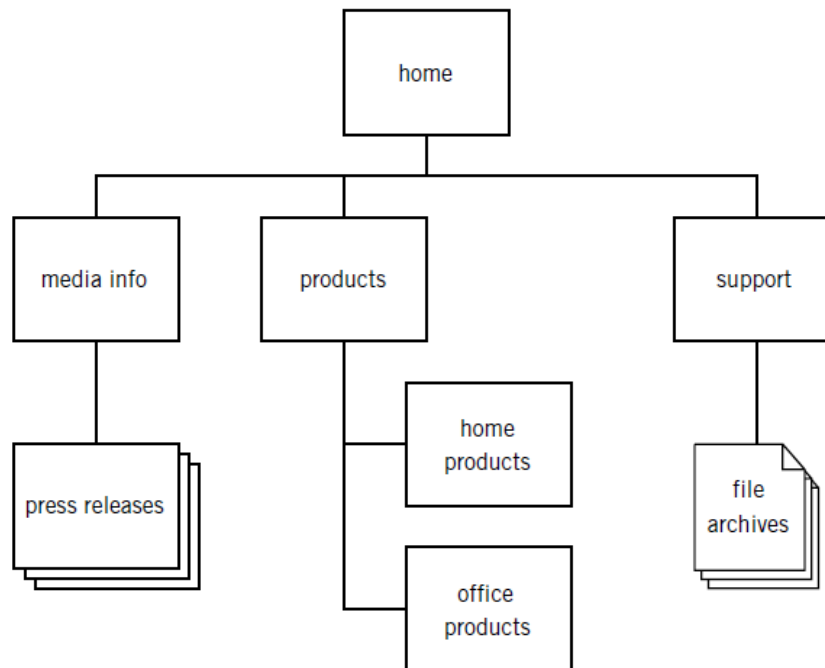 home
media info
products
support
home
products
press releases
file
archives
office
products